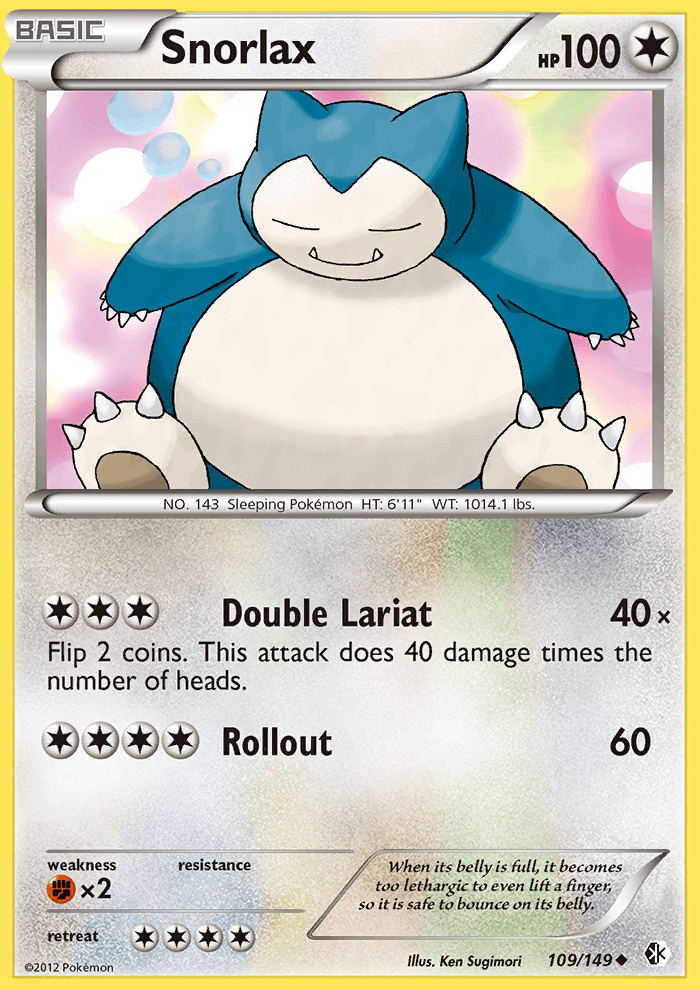 BASIC
Snorlax
HP100
NO. 143 Sleeping Pokémon HT: 6'11" WT: 1014.1 lbs.
Double Lariat 40×
Flip 2 coins. This attack does 40 damage times the
number of heads.
Rollout 60
weakness resistance
×2
When its belly is full, it becomes
too lethargic to even lift a finger,
so it is safe to bounce on its belly.
retreat
©2012 Pokémon
Illus. Ken Sugimori 109/149